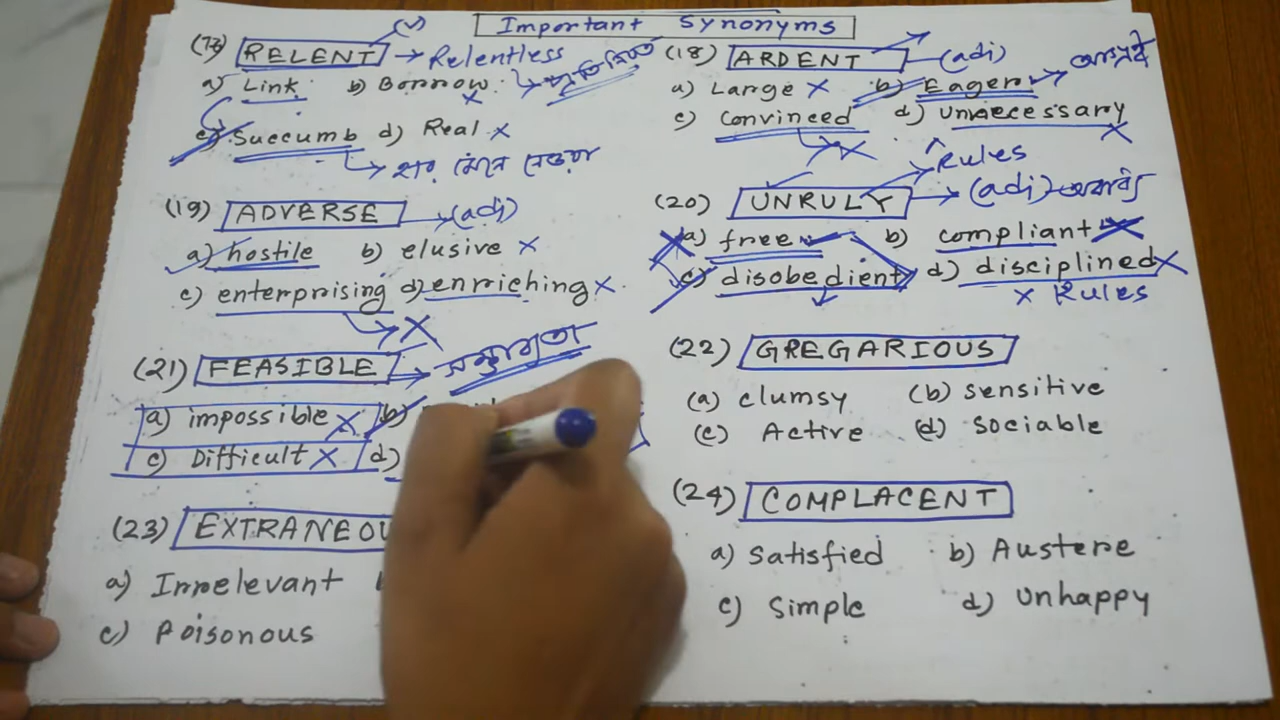 Important Synonyms
RELENT (v) → Relentless
a) Link b) Borrow
c) Succumb d) Real
→ হার মেনে নেওয়া
(18) ARDENT (adj)
a) Large b) Eager →
c) Convinced d) Unnecessary
(19) ADVERSE → (adj)
a) hostile b) elusive
c) enterprising d) enriching
Rules
(20) UNRULY → (adj) - অবাধ্য
a) free b) compliant
c) disobedient d) disciplined
Rules
(21) FEASIBLE →
a) impossible b)
c) Difficult d)
(22) GREGARIOUS
(a) clumsy (b) Sensitive
(c) Active (d) Sociable
(23) EXTRANEOU
a) Irrelevant
c) Poisonous
(24) COMPLACENT
a) Satisfied b) Austere
c) Simple d) Unhappy